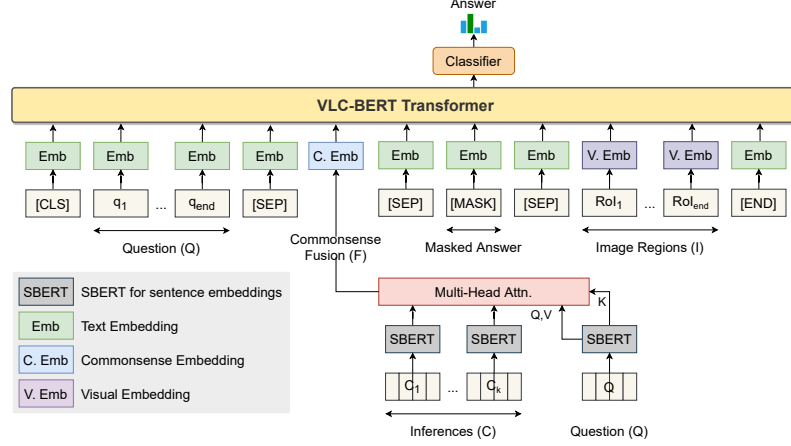 Answer
Classifier
VLC-BERT Transformer
Emb Emb Emb Emb C. Emb Emb Emb Emb V. Emb V. Emb Emb
[CLS] q1 ... qend [SEP] [SEP] [MASK] [SEP] RoI1 ... RoIend [END]
Question (Q) Commonsense Fusion (F) Masked Answer Image Regions (I)
SBERT SBERT for sentence embeddings
Emb Text Embedding
C. Emb Commonsense Embedding
V. Emb Visual Embedding
Multi-Head Attn.
Q,V K
SBERT SBERT SBERT
C1 ... Ck Q
Inferences (C) Question (Q)